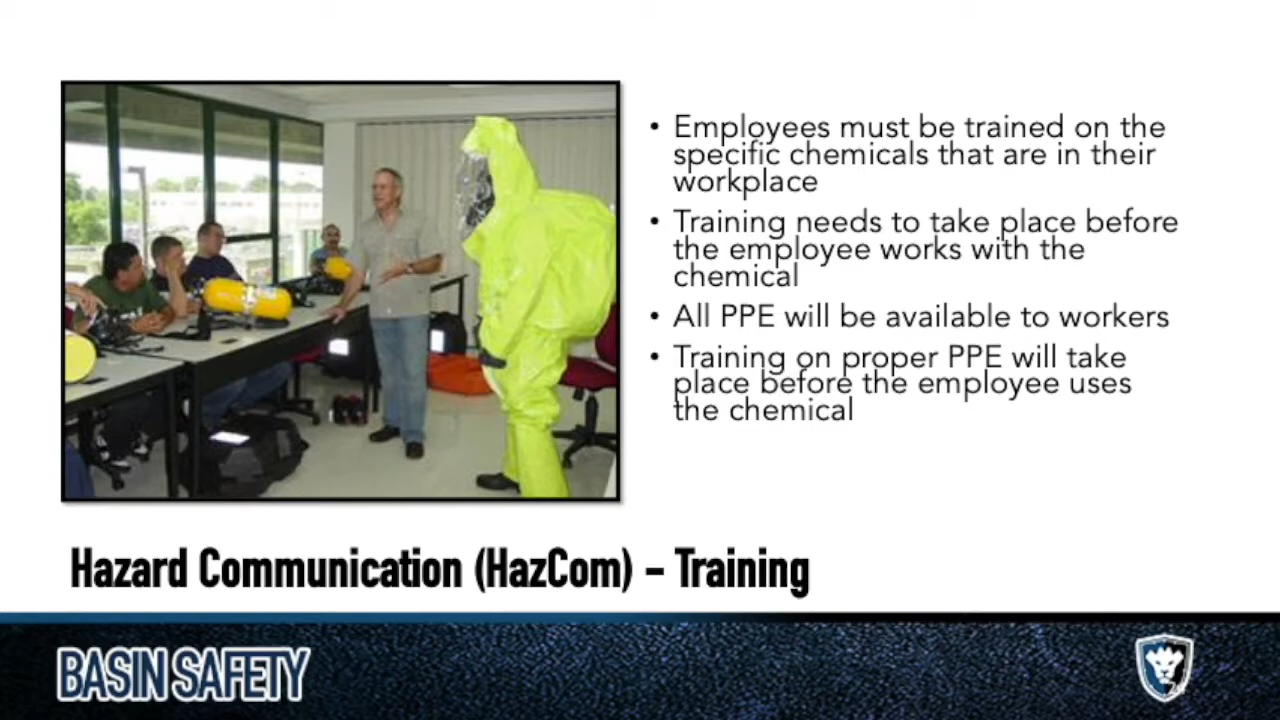 • Employees must be trained on the
specific chemicals that are in their
workplace
• Training needs to take place before
the employee works with the
chemical
• All PPE will be available to workers
• Training on proper PPE will take
place before the employee uses
the chemical
Hazard Communication (HazCom) – Training
BASIN SAFETY